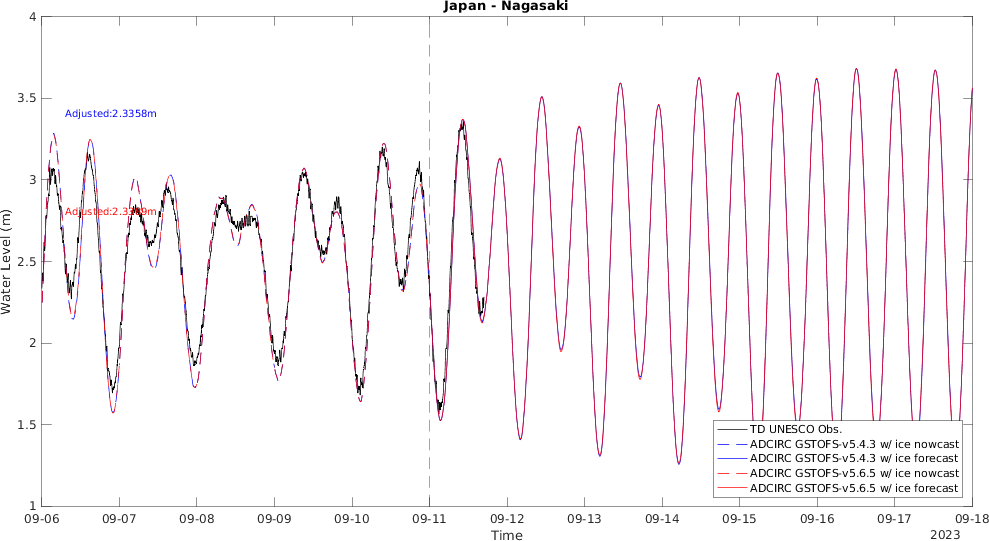 Japan - Nagasaki
4
3.5
3
2.5
2
1.5
1
Water Level (m)
Adjusted:2.3358m
TD UNESCO Obs.
ADCIRC GSTOFS-v5.4.3 w/ ice nowcast
ADCIRC GSTOFS-v5.4.3 w/ ice forecast
ADCIRC GSTOFS-v5.6.5 w/ ice nowcast
ADCIRC GSTOFS-v5.6.5 w/ ice forecast
09-06 09-07 09-08 09-09 09-10 09-11 09-12 09-13 09-14 09-15 09-16 09-17 09-18
Time
2023